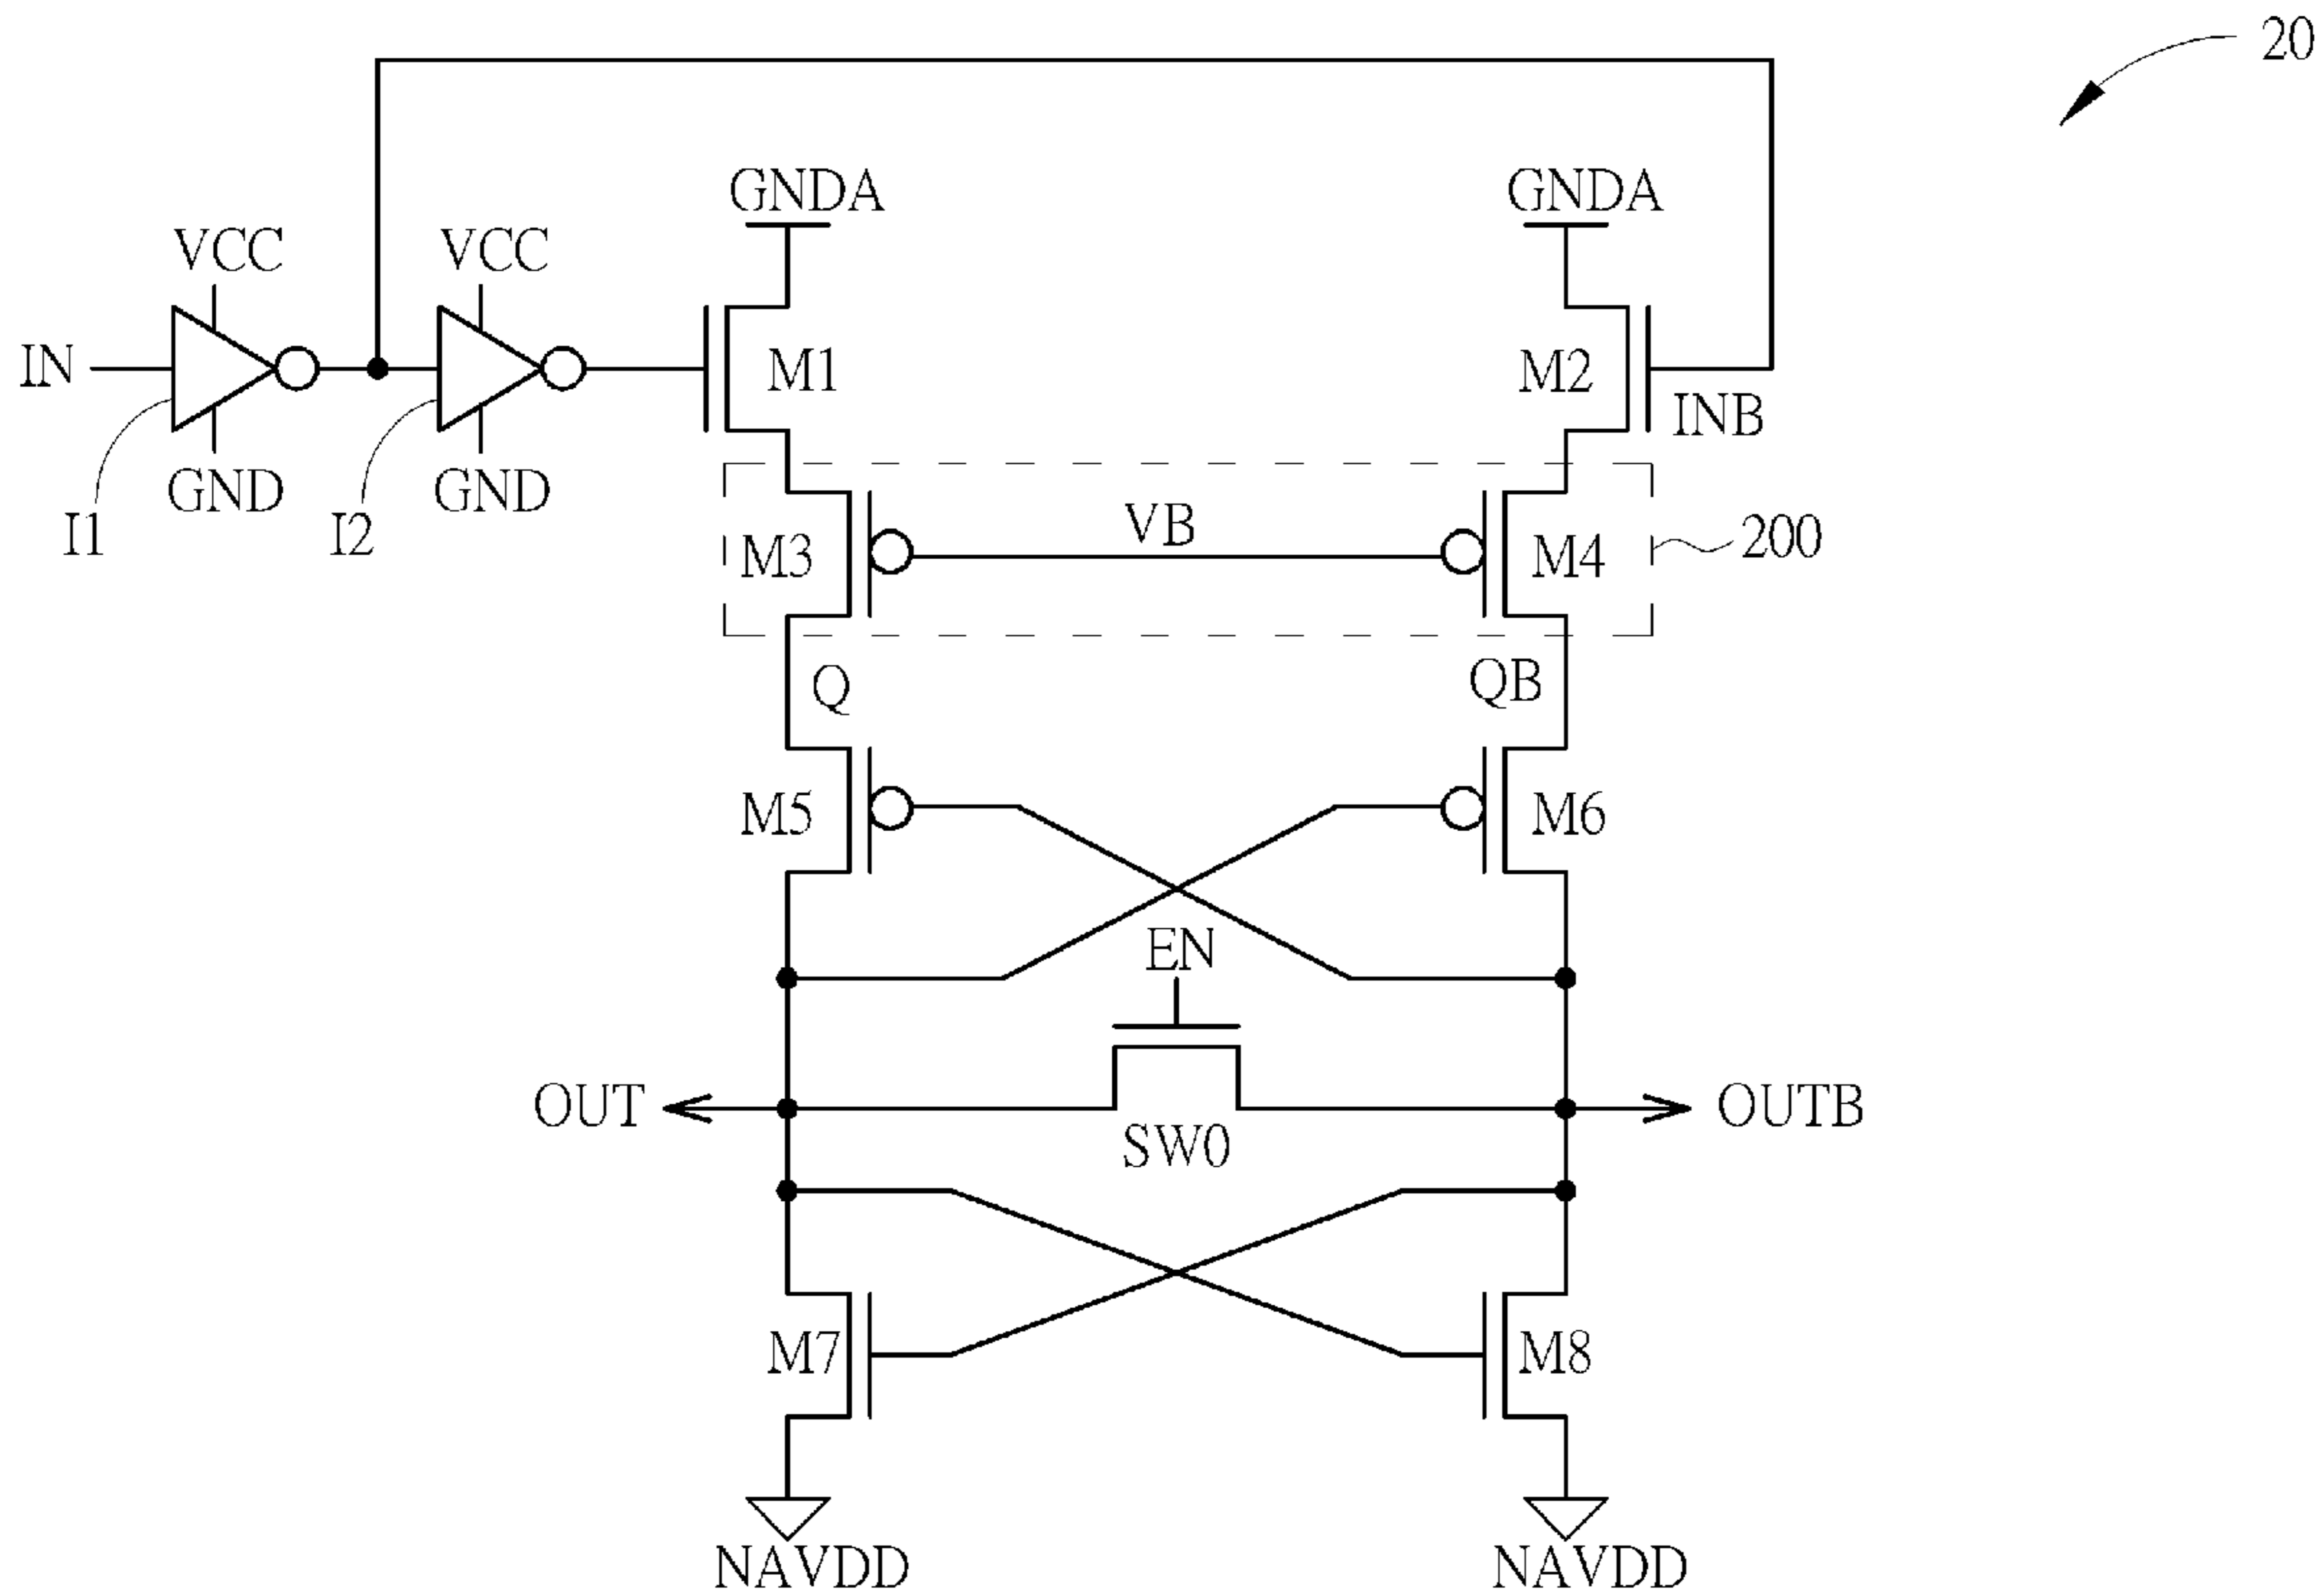 20
GNDA GNDA
VCC VCC
IN M1 M2 INB
GND GND
I1 I2
VB
M3 M4 200
Q QB
M5 M6
EN
OUT OUTB
SW0
M7 M8
NAVDD NAVDD